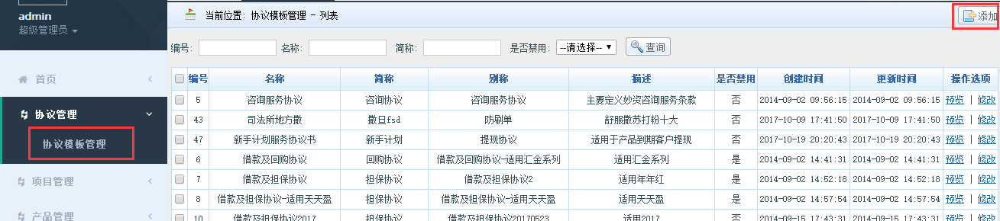 admin
超级管理员
首页
协议管理
协议模板管理
项目管理
产品管理
当前位置: 协议模板管理 - 列表
添加
编号: 名称: 简称: 是否禁用: --请选择-- 查询
编号 名称 简称 别称 描述 是否禁用 创建时间 更新时间 操作选项
5 咨询服务协议 咨询协议 咨询服务协议 主要定义妙资咨询服务条款 否 2014-09-02 09:56:15 2014-09-02 09:56:15 预览 | 修改
43 司法所地方撒 撒旦fsd 防刷单 舒服撒苏打粉十大 否 2017-10-09 17:41:50 2017-10-09 17:41:50 预览 | 修改
47 新手计划服务协议书 新手计划 提现协议 适用于产品到期客户提现 否 2017-10-19 20:20:43 2017-10-19 20:20:43 预览 | 修改
6 借款及回购协议 回购协议 借款及回购协议-适用汇金系列 适用汇金系列 是 2014-09-02 14:41:31 2014-09-02 14:41:31 预览 | 修改
7 借款及担保协议 担保协议 借款及担保协议2 适用年年红 是 2014-09-02 14:52:18 2014-09-02 14:52:18 预览 | 修改
8 借款及担保协议-适用天天盈 担保协议 借款及担保协议-适用天天盈 适用天天盈 是 2014-09-02 14:57:54 2014-09-02 14:57:54 预览 | 修改
10 借款及担保协议2017 担保协议 借款及担保协议20170523 适用2017 是 2014-09-15 17:43:31 2014-09-15 17:43:31 预览 | 修改